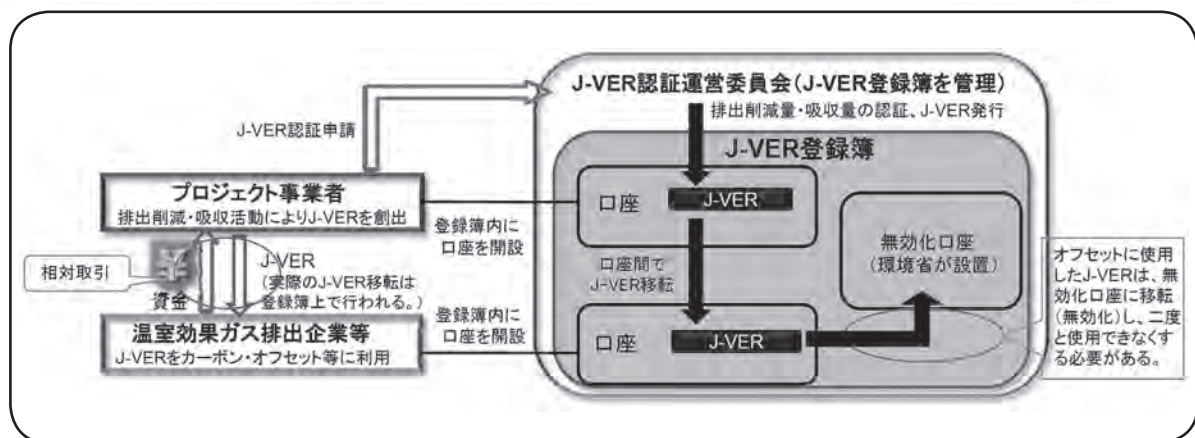 J-VER認証運営委員会(J-VER登録簿を管理)
排出削減量・吸収量の認証、J-VER発行
J-VER認証申請
J-VER登録簿
プロジェクト事業者
排出削減・吸収活動によりJ-VERを創出
口座
J-VER
登録簿内に
口座を開設
無効化口座
(環境省が設置)
相対取引
資金
J-VER
(実際のJ-VER移転は
登録簿上で行われる。)
口座間で
J-VER移転
オフセットに使用
したJ-VERは、無
効化口座に移転
(無効化)し、二度
と使用できなくす
る必要がある。
温室効果ガス排出企業等
J-VERをカーボン・オフセット等に利用
登録簿内に
口座を開設
口座
J-VER